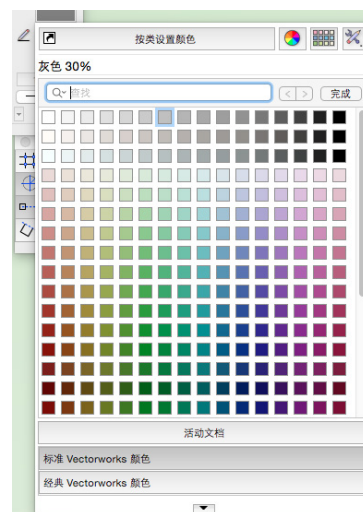 按类设置颜色
灰色 30%
查找
完成
活动文档
标准 Vectorworks 颜色
经典 Vectorworks 颜色